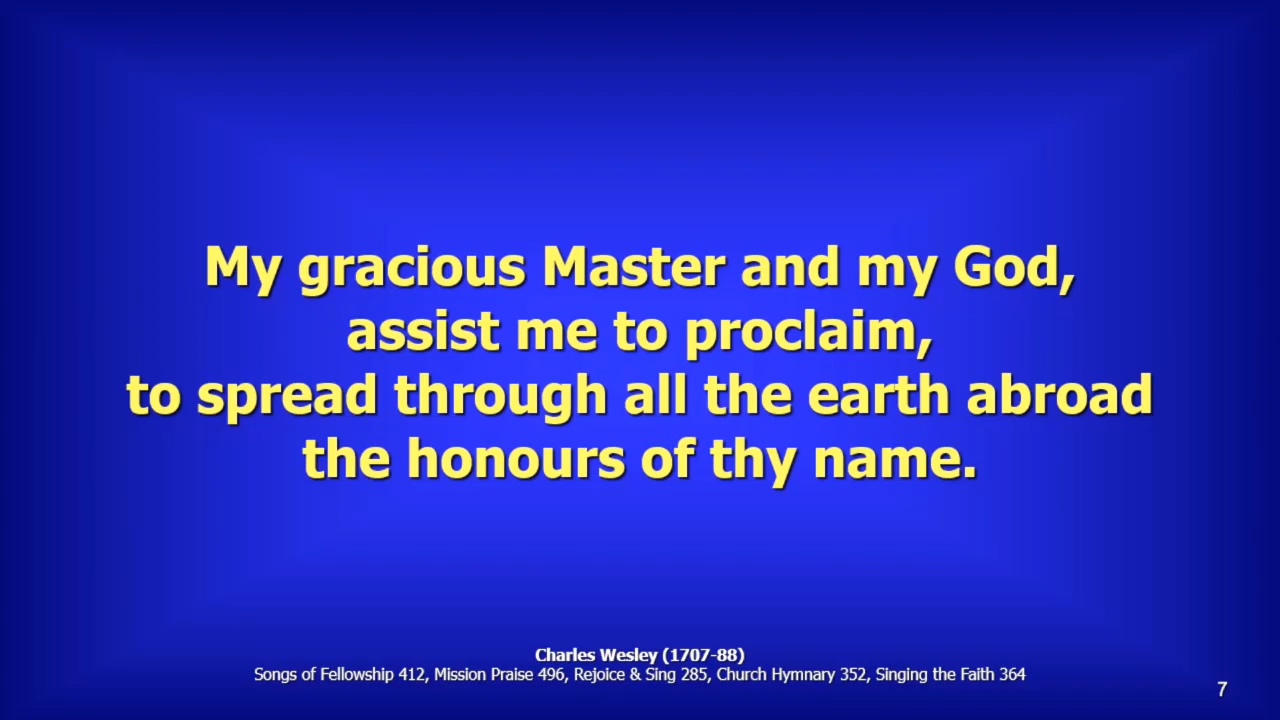 My gracious Master and my God,
assist me to proclaim,
to spread through all the earth abroad
the honours of thy name.
Charles Wesley (1707-88)
Songs of Fellowship 412, Mission Praise 496, Rejoice & Sing 285, Church Hymnary 352, Singing the Faith 364
7